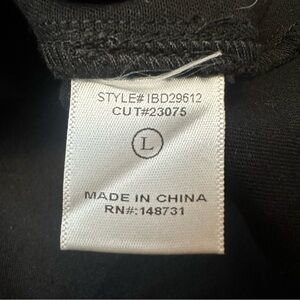 STYLE# IBD29612
CUT#23075
L
MADE IN CHINA
RN#: 148731